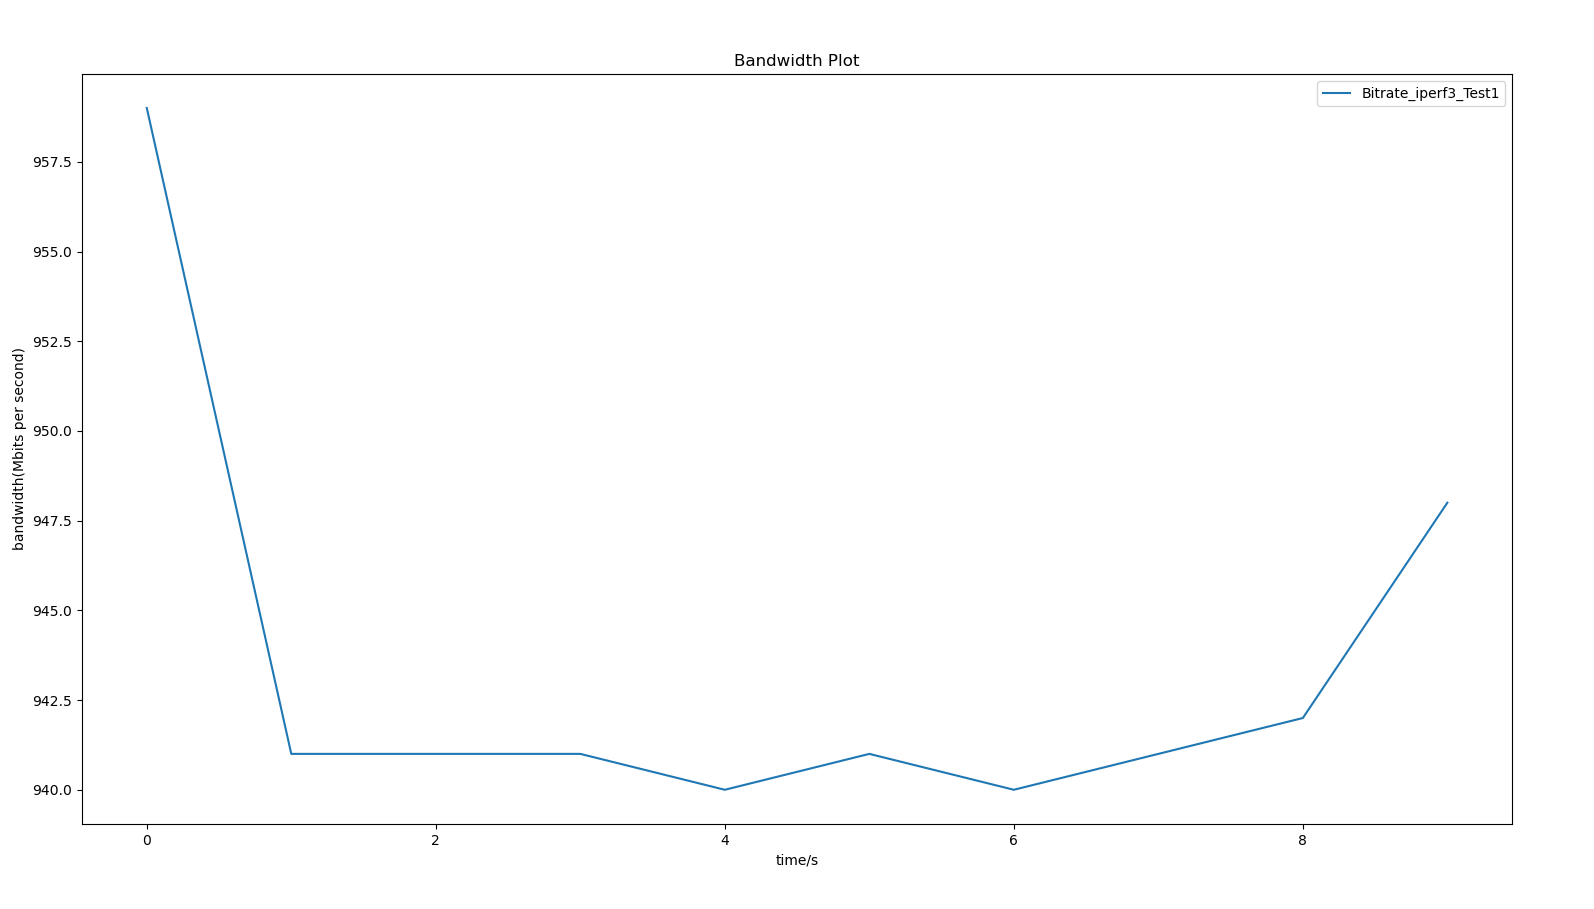 Bandwidth Plot
Bitrate_iperf3_Test1
957.5
955.0
952.5
950.0
947.5
945.0
942.5
940.0
bandwidth(Mbits per second)
0 2 4 6 8
time/s